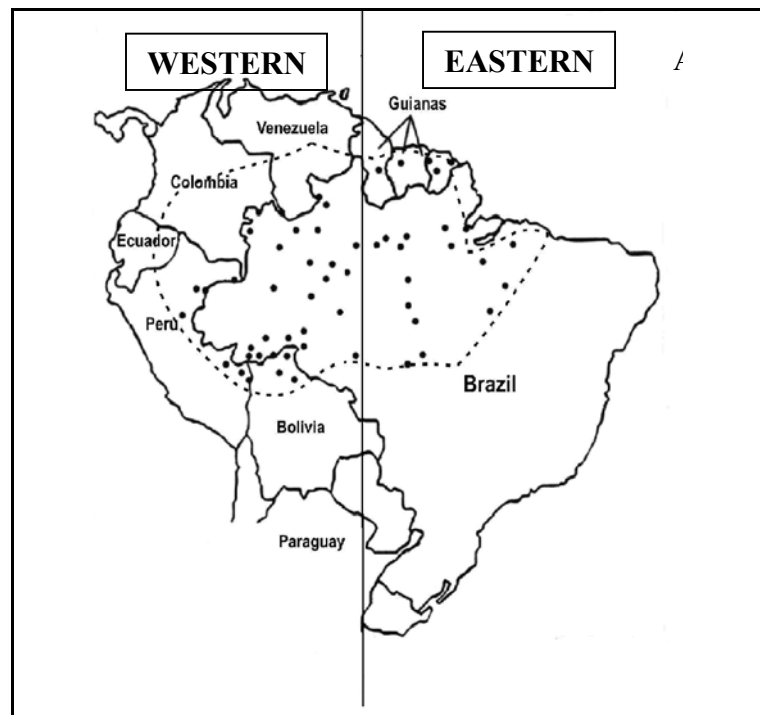 WESTERN
EASTERN
Guianas
Venezuela
Colombia
Ecuador
Peru
Brazil
Bolivia
Paraguay